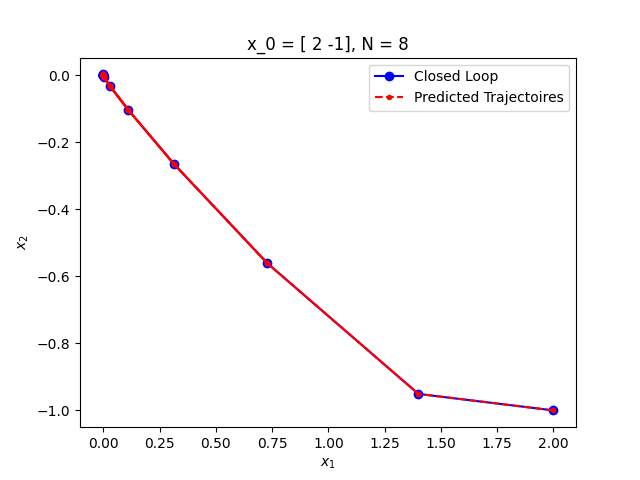 x_0 = [ 2 -1], N = 8
Closed Loop
Predicted Trajectoires
0.0
−0.2
−0.4
−0.6
−0.8
−1.0
x₂
0.00 0.25 0.50 0.75 1.00 1.25 1.50 1.75 2.00
x₁